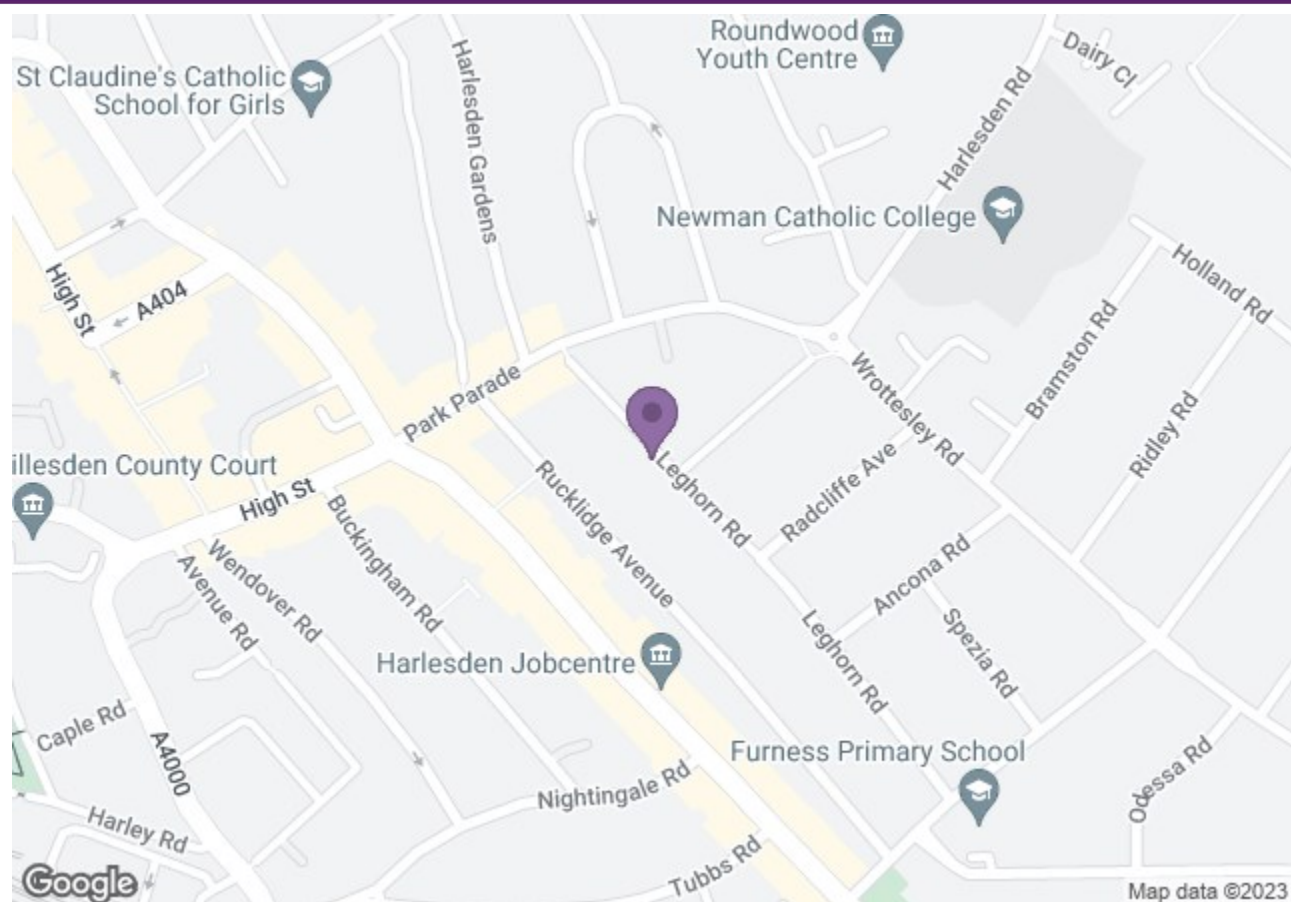 Roundwood
Youth Centre
Dairy Cl
St Claudine's Catholic
School for Girls
Harlesden Gardens
Harlesden Rd
Newman Catholic College
Holland Rd
High St
A404
Bramston Rd
Park Parade
Wrottesley Rd
Ridley Rd
illesden County Court
High St
Leghorn Rd
Radcliffe Ave
Rucklidge Avenue
Buckingham Rd
Wendover Rd
Avenue Rd
Ancona Rd
Spezia Rd
Leghorn Rd
Harlesden Jobcentre
Caple Rd
A4000
Furness Primary School
Odessa Rd
Nightingale Rd
Harley Rd
Tubbs Rd
Google
Map data ©2023